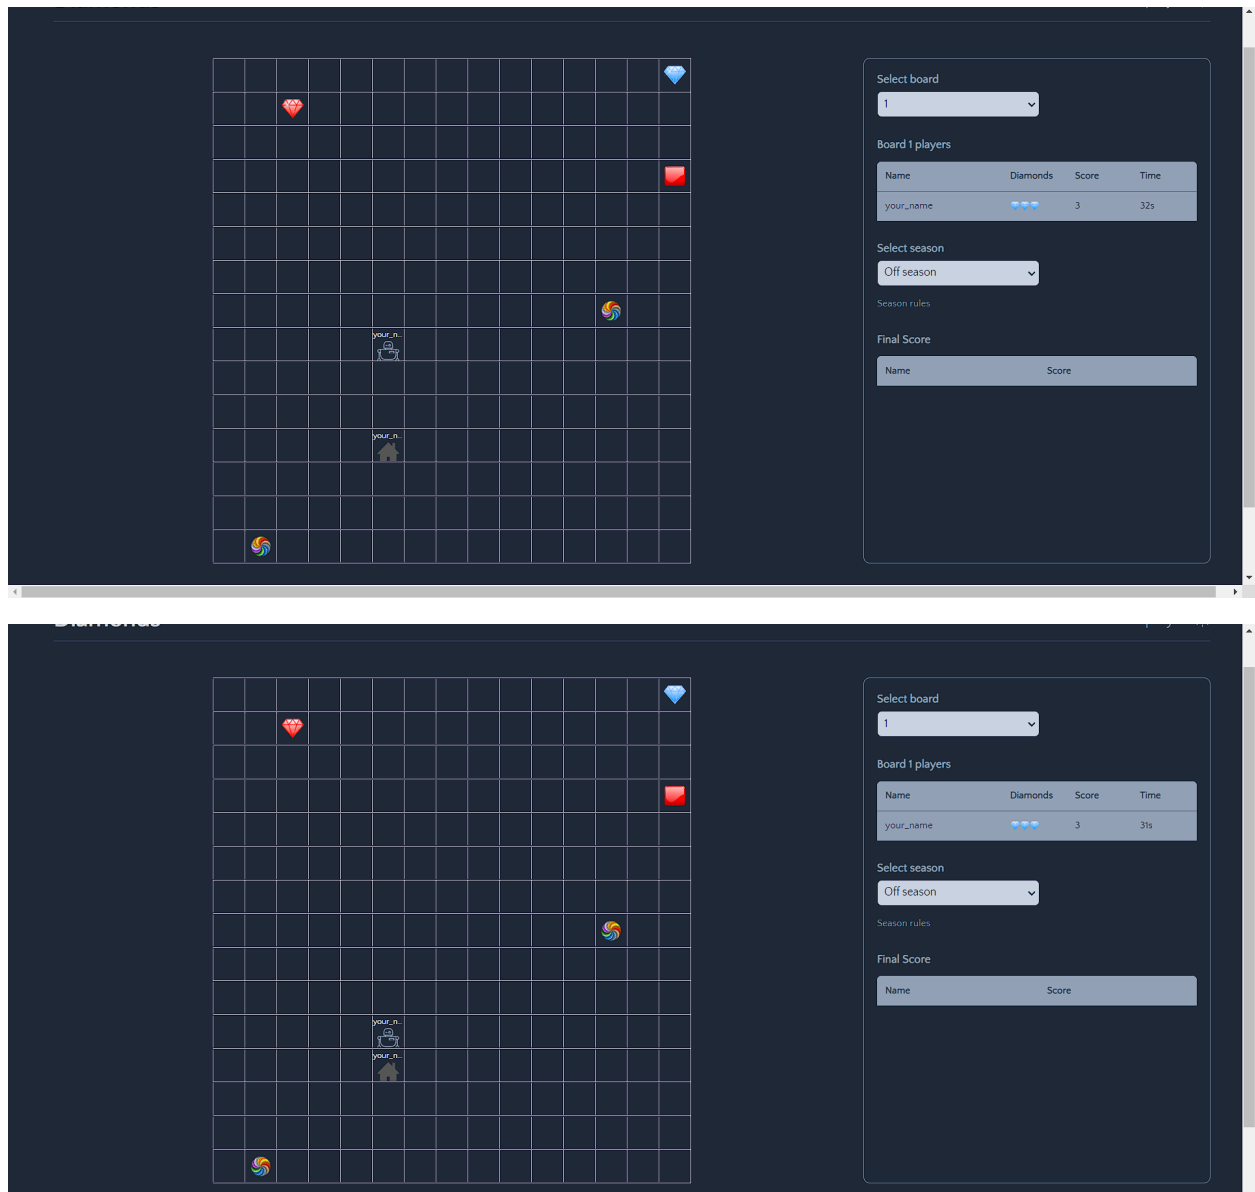 Select board
1
Board 1 players
Name Diamonds Score Time
your_name 3 32s
Select season
Off season
Season rules
your_n..
Final Score
Name Score
your_n..
Diamonds
Select board
1
Board 1 players
Name Diamonds Score Time
your_name 3 31s
Select season
Off season
Season rules
Final Score
Name Score
your_n..
your_n..